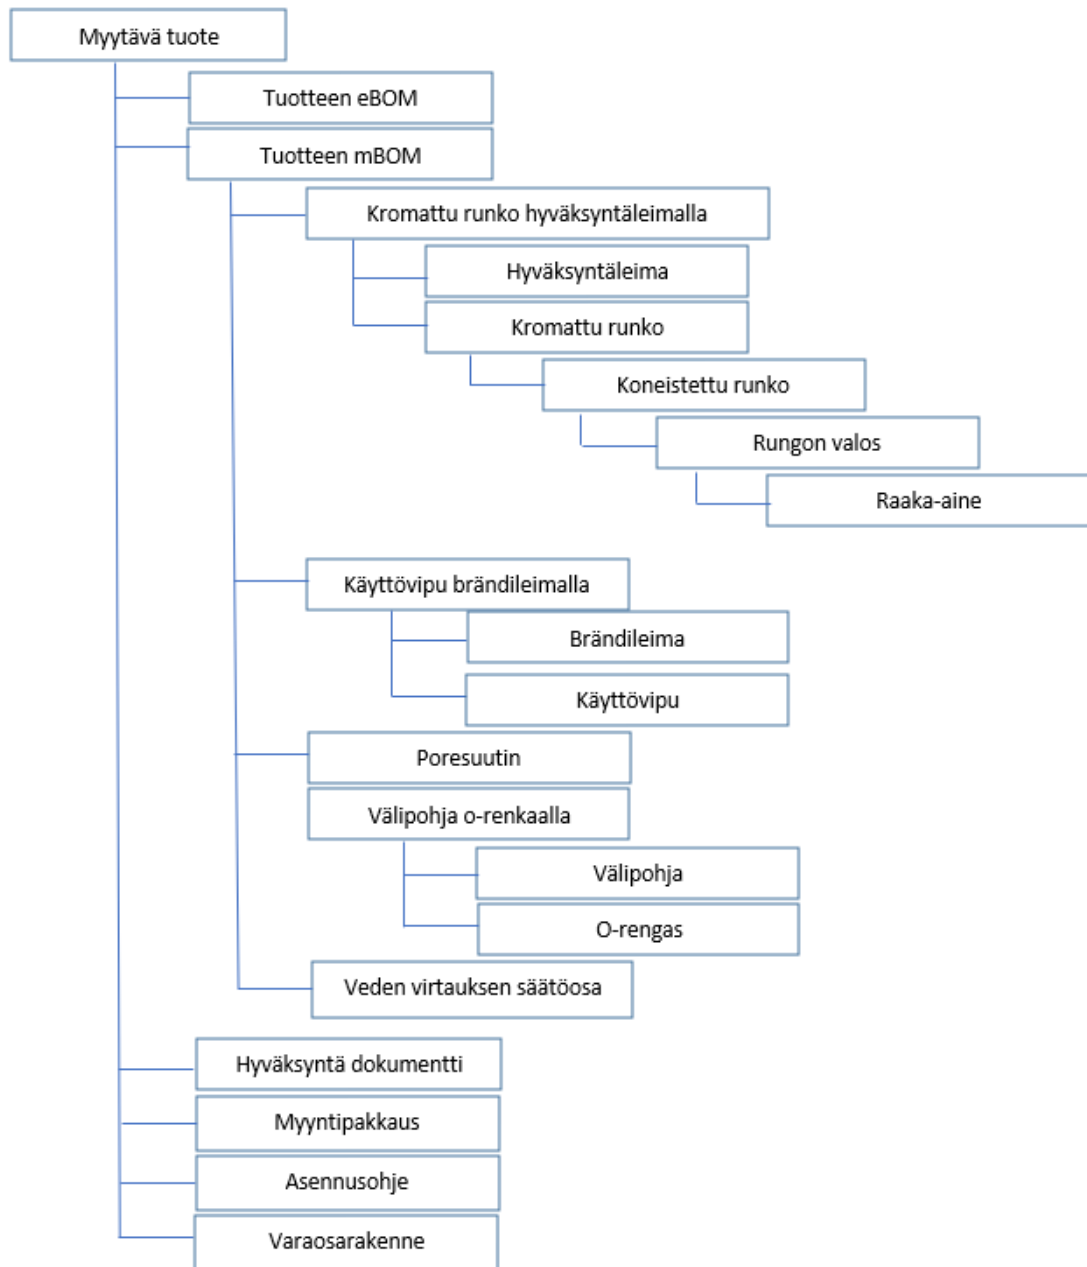 Myytävä tuote
Tuotteen eBOM
Tuotteen mBOM
Kromattu runko hyväksyntäleimalla
Hyväksyntäleima
Kromattu runko
Koneistettu runko
Rungon valos
Raaka-aine
Käyttövipu brändileimalla
Brändileima
Käyttövipu
Poresuutin
Välipohja o-renkaalla
Välipohja
O-rengas
Veden virtauksen säätöosa
Hyväksyntä dokumentti
Myyntipakkaus
Asennusohje
Varaosarakenne